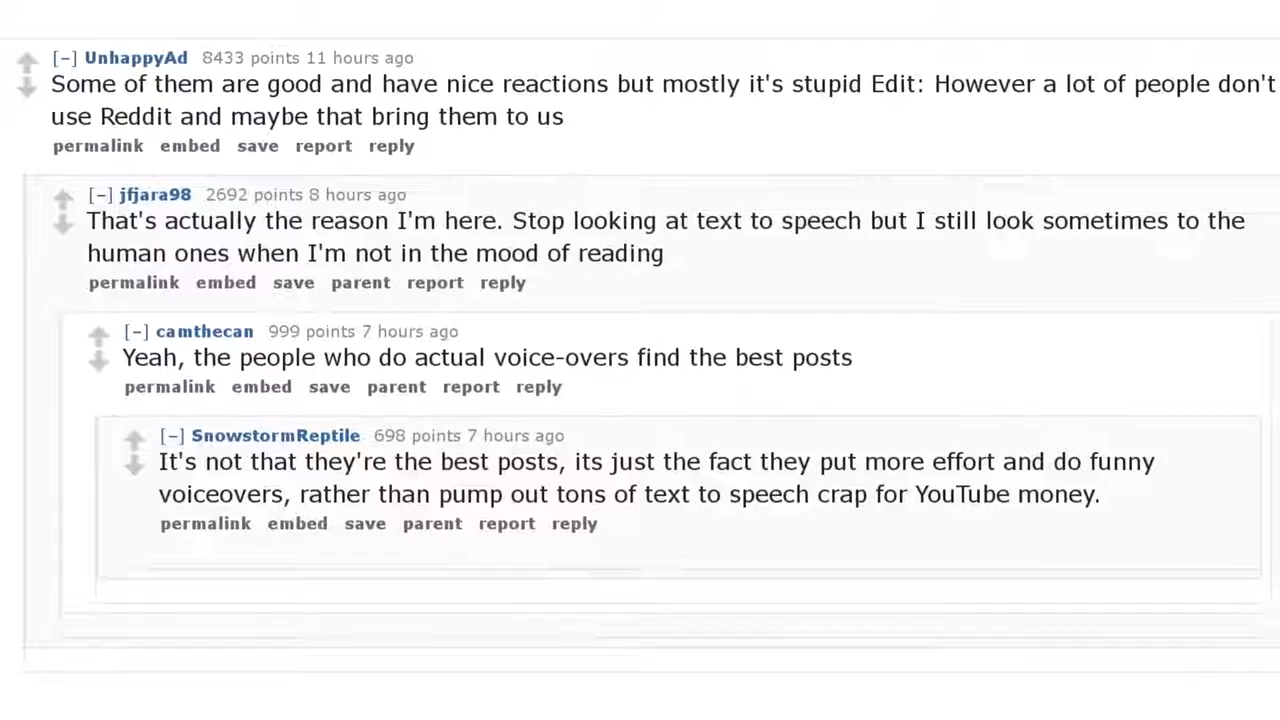 [−] UnhappyAd 8433 points 11 hours ago
Some of them are good and have nice reactions but mostly it's stupid Edit: However a lot of people don't
use Reddit and maybe that bring them to us
permalink embed save report reply
[−] jfjara98 2692 points 8 hours ago
That's actually the reason I'm here. Stop looking at text to speech but I still look sometimes to the
human ones when I'm not in the mood of reading
permalink embed save parent report reply
[−] camthecan 999 points 7 hours ago
Yeah, the people who do actual voice-overs find the best posts
permalink embed save parent report reply
[−] SnowstormReptile 698 points 7 hours ago
It's not that they're the best posts, its just the fact they put more effort and do funny
voiceovers, rather than pump out tons of text to speech crap for YouTube money.
permalink embed save parent report reply